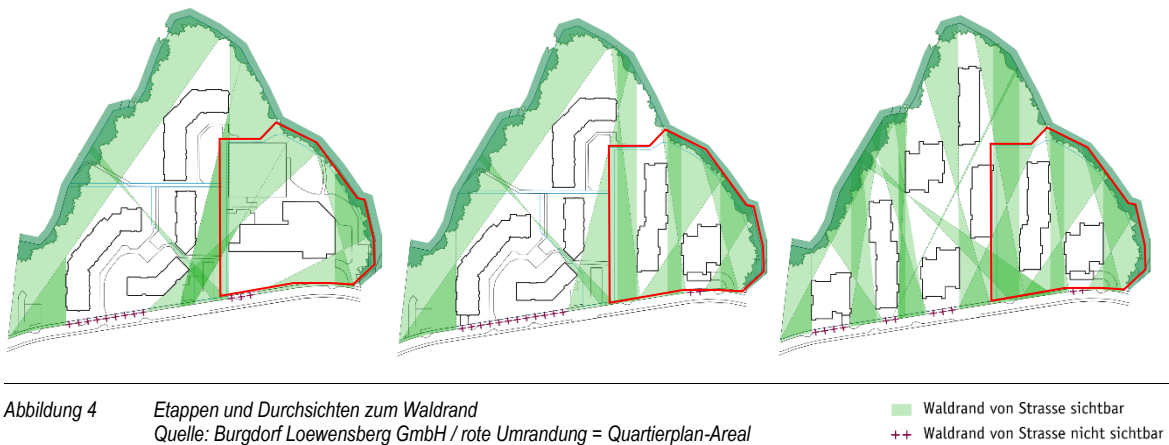 Abbildung 4 Etappen und Durchsichten zum Waldrand
Quelle: Burgdorf Loewensberg GmbH / rote Umrandung = Quartierplan-Areal
Waldrand von Strasse sichtbar
++ Waldrand von Strasse nicht sichtbar